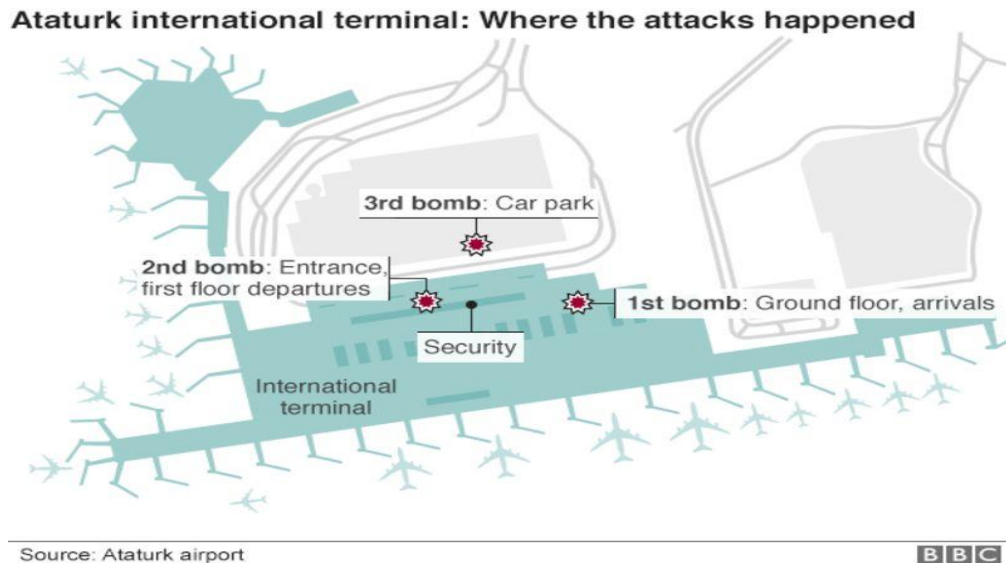 Ataturk international terminal: Where the attacks happened
3rd bomb: Car park
2nd bomb: Entrance,
first floor departures
1st bomb: Ground floor, arrivals
Security
International
terminal
Source: Ataturk airport
BBC